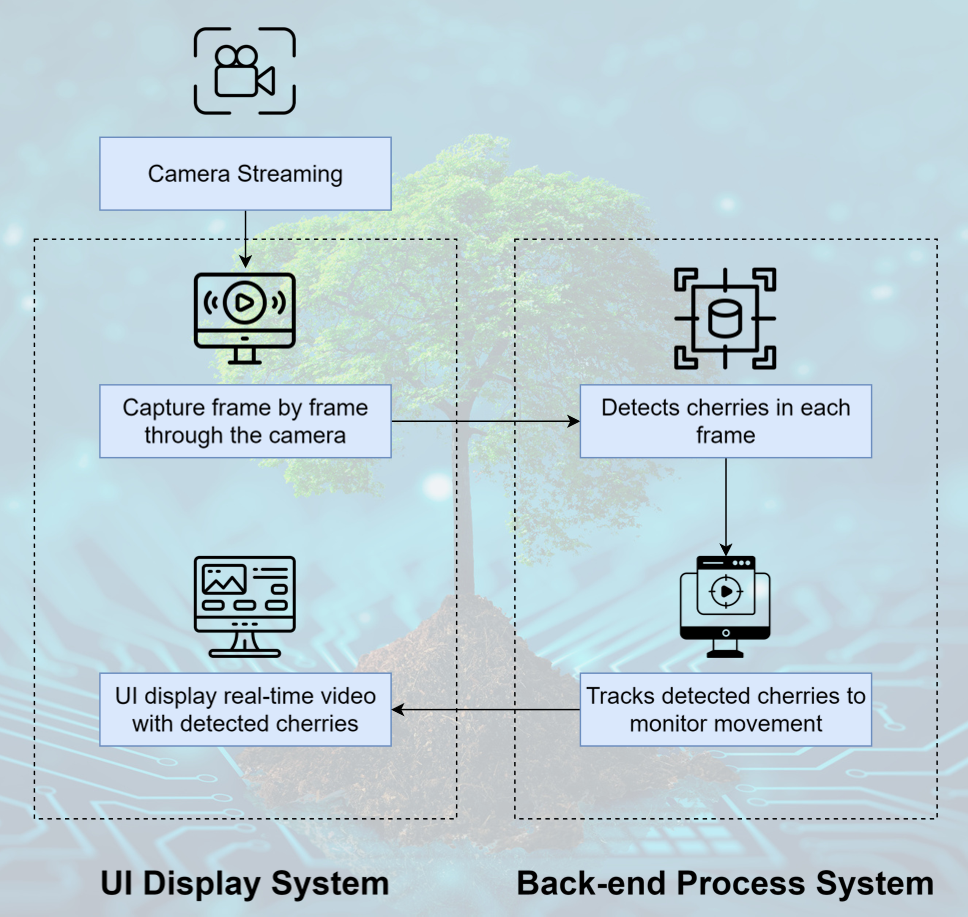 Camera Streaming
Capture frame by frame
through the camera
Detects cherries in each
frame
Tracks detected cherries to
monitor movement
UI display real-time video
with detected cherries
UI Display System
Back-end Process System